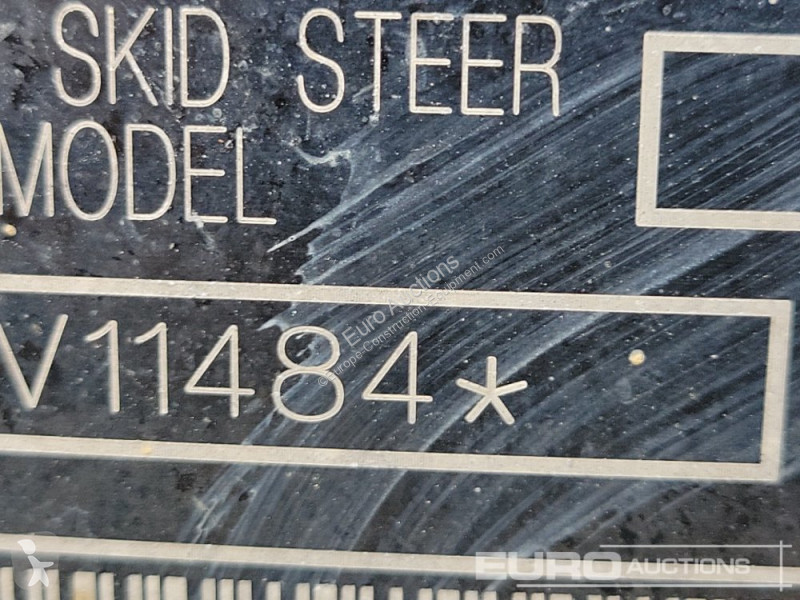 SKID STEER
MODEL
V11484*
© Euro Auctions
Europe-Construction-Equipment.com
EURO AUCTIONS